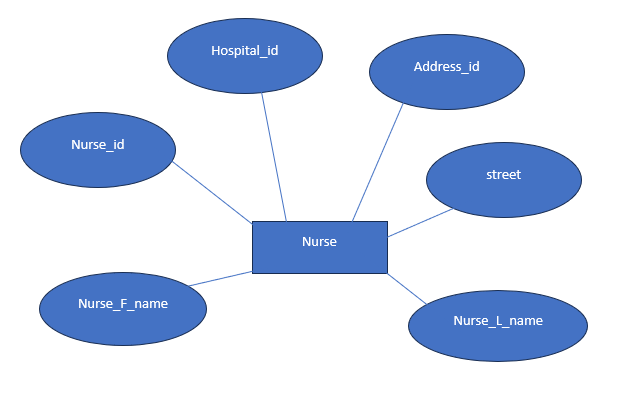 Hospital_id
Address_id
Nurse_id
street
Nurse
Nurse_F_name
Nurse_L_name